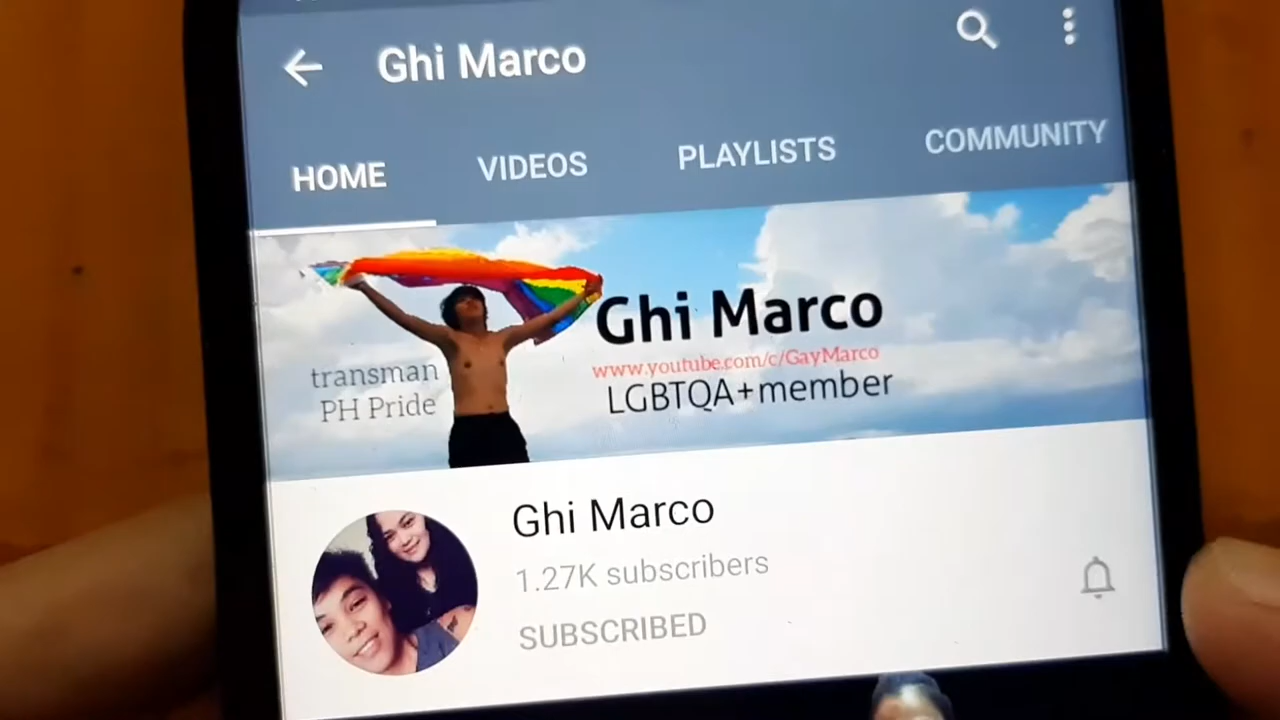 Ghi Marco
HOME VIDEOS PLAYLISTS COMMUNITY
Ghi Marco
www.youtube.com/c/GayMarco
LGBTQA+member
transman
PH Pride
Ghi Marco
1.27K subscribers
SUBSCRIBED